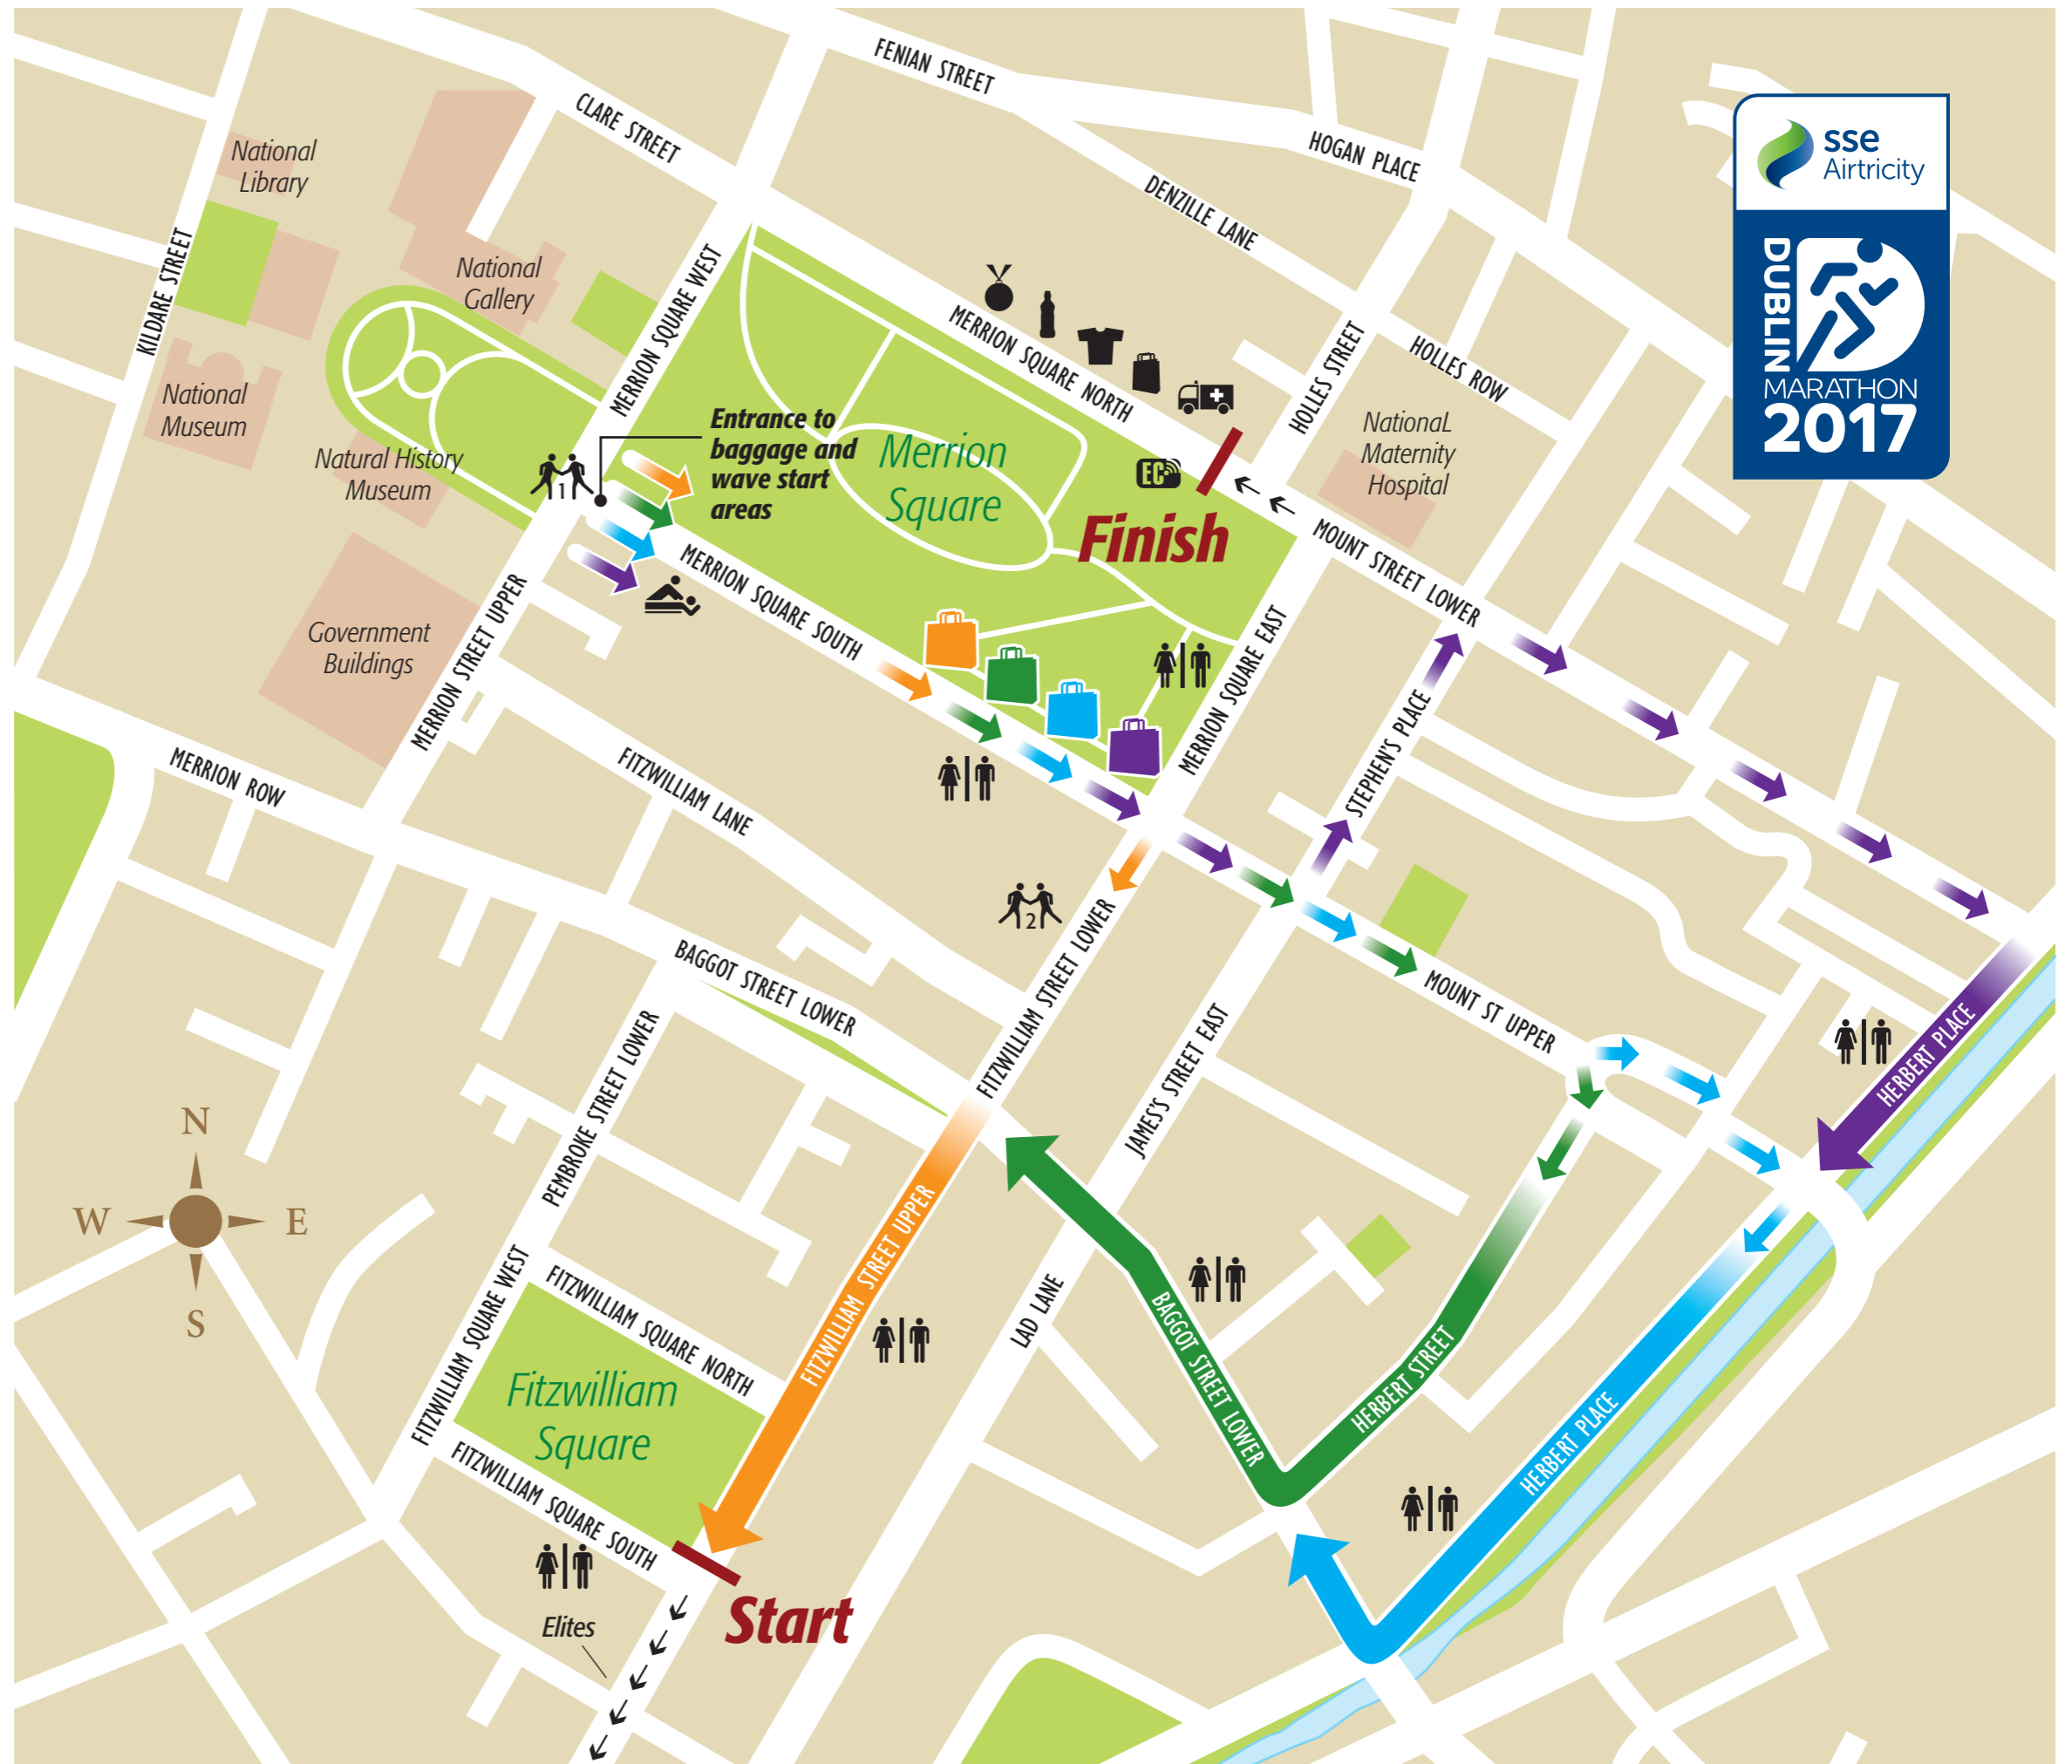 FENIAN STREET
CLARE STREET
HOGAN PLACE
sse
Airtricity
DUBLIN
MARATHON
2017
National
Library
DENZILLE LANE
KILDARE STREET
National
Gallery
MERRION SQUARE WEST
MERRION SQUARE NORTH
HOLLES STREET
HOLLES ROW
National
Museum
Entrance to
baggage and
wave start
areas
Merrion
Square
NationaL
Maternity
Hospital
Natural History
Museum
1
EC
Finish
MOUNT STREET LOWER
MERRION SQUARE SOUTH
Government
Buildings
MERRION STREET UPPER
MERRION SQUARE EAST
STEPHEN'S PLACE
MERRION ROW
FITZWILLIAM LANE
2
BAGGOT STREET LOWER
FITZWILLIAM STREET LOWER
MOUNT ST UPPER
HERBERT PLACE
PEMBROKE STREET LOWER
JAMES'S STREET EAST
N
W
E
S
FITZWILLIAM STREET UPPER
FITZWILLIAM SQUARE WEST
FITZWILLIAM SQUARE NORTH
LAD LANE
BAGGOT STREET LOWER
HERBERT STREET
HERBERT PLACE
Fitzwilliam
Square
FITZWILLIAM SQUARE SOUTH
Start
Elites